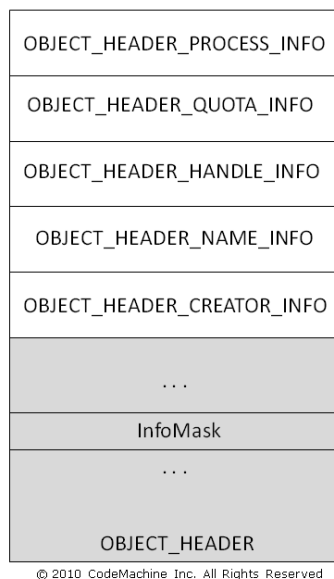 OBJECT_HEADER_PROCESS_INFO
OBJECT_HEADER_QUOTA_INFO
OBJECT_HEADER_HANDLE_INFO
OBJECT_HEADER_NAME_INFO
OBJECT_HEADER_CREATOR_INFO
. . .
InfoMask
. . .
OBJECT_HEADER
© 2010 CodeMachine Inc. All Rights Reserved